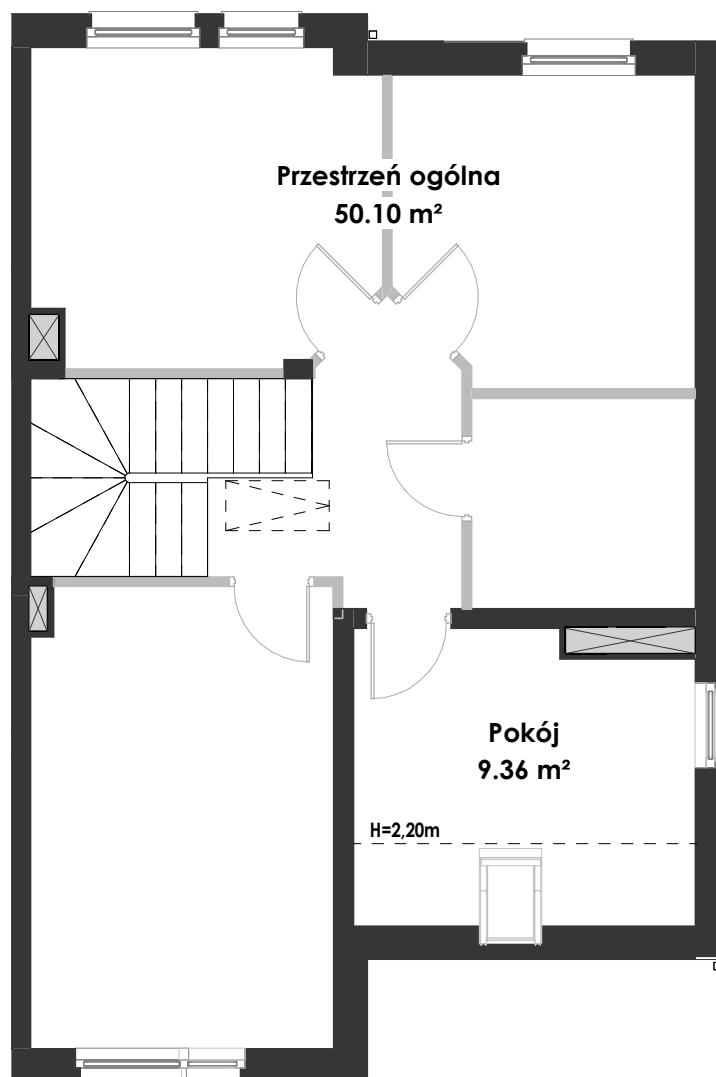 Przestrzeń ogólna
50.10 m²
Pokój
9.36 m²
H=2,20m